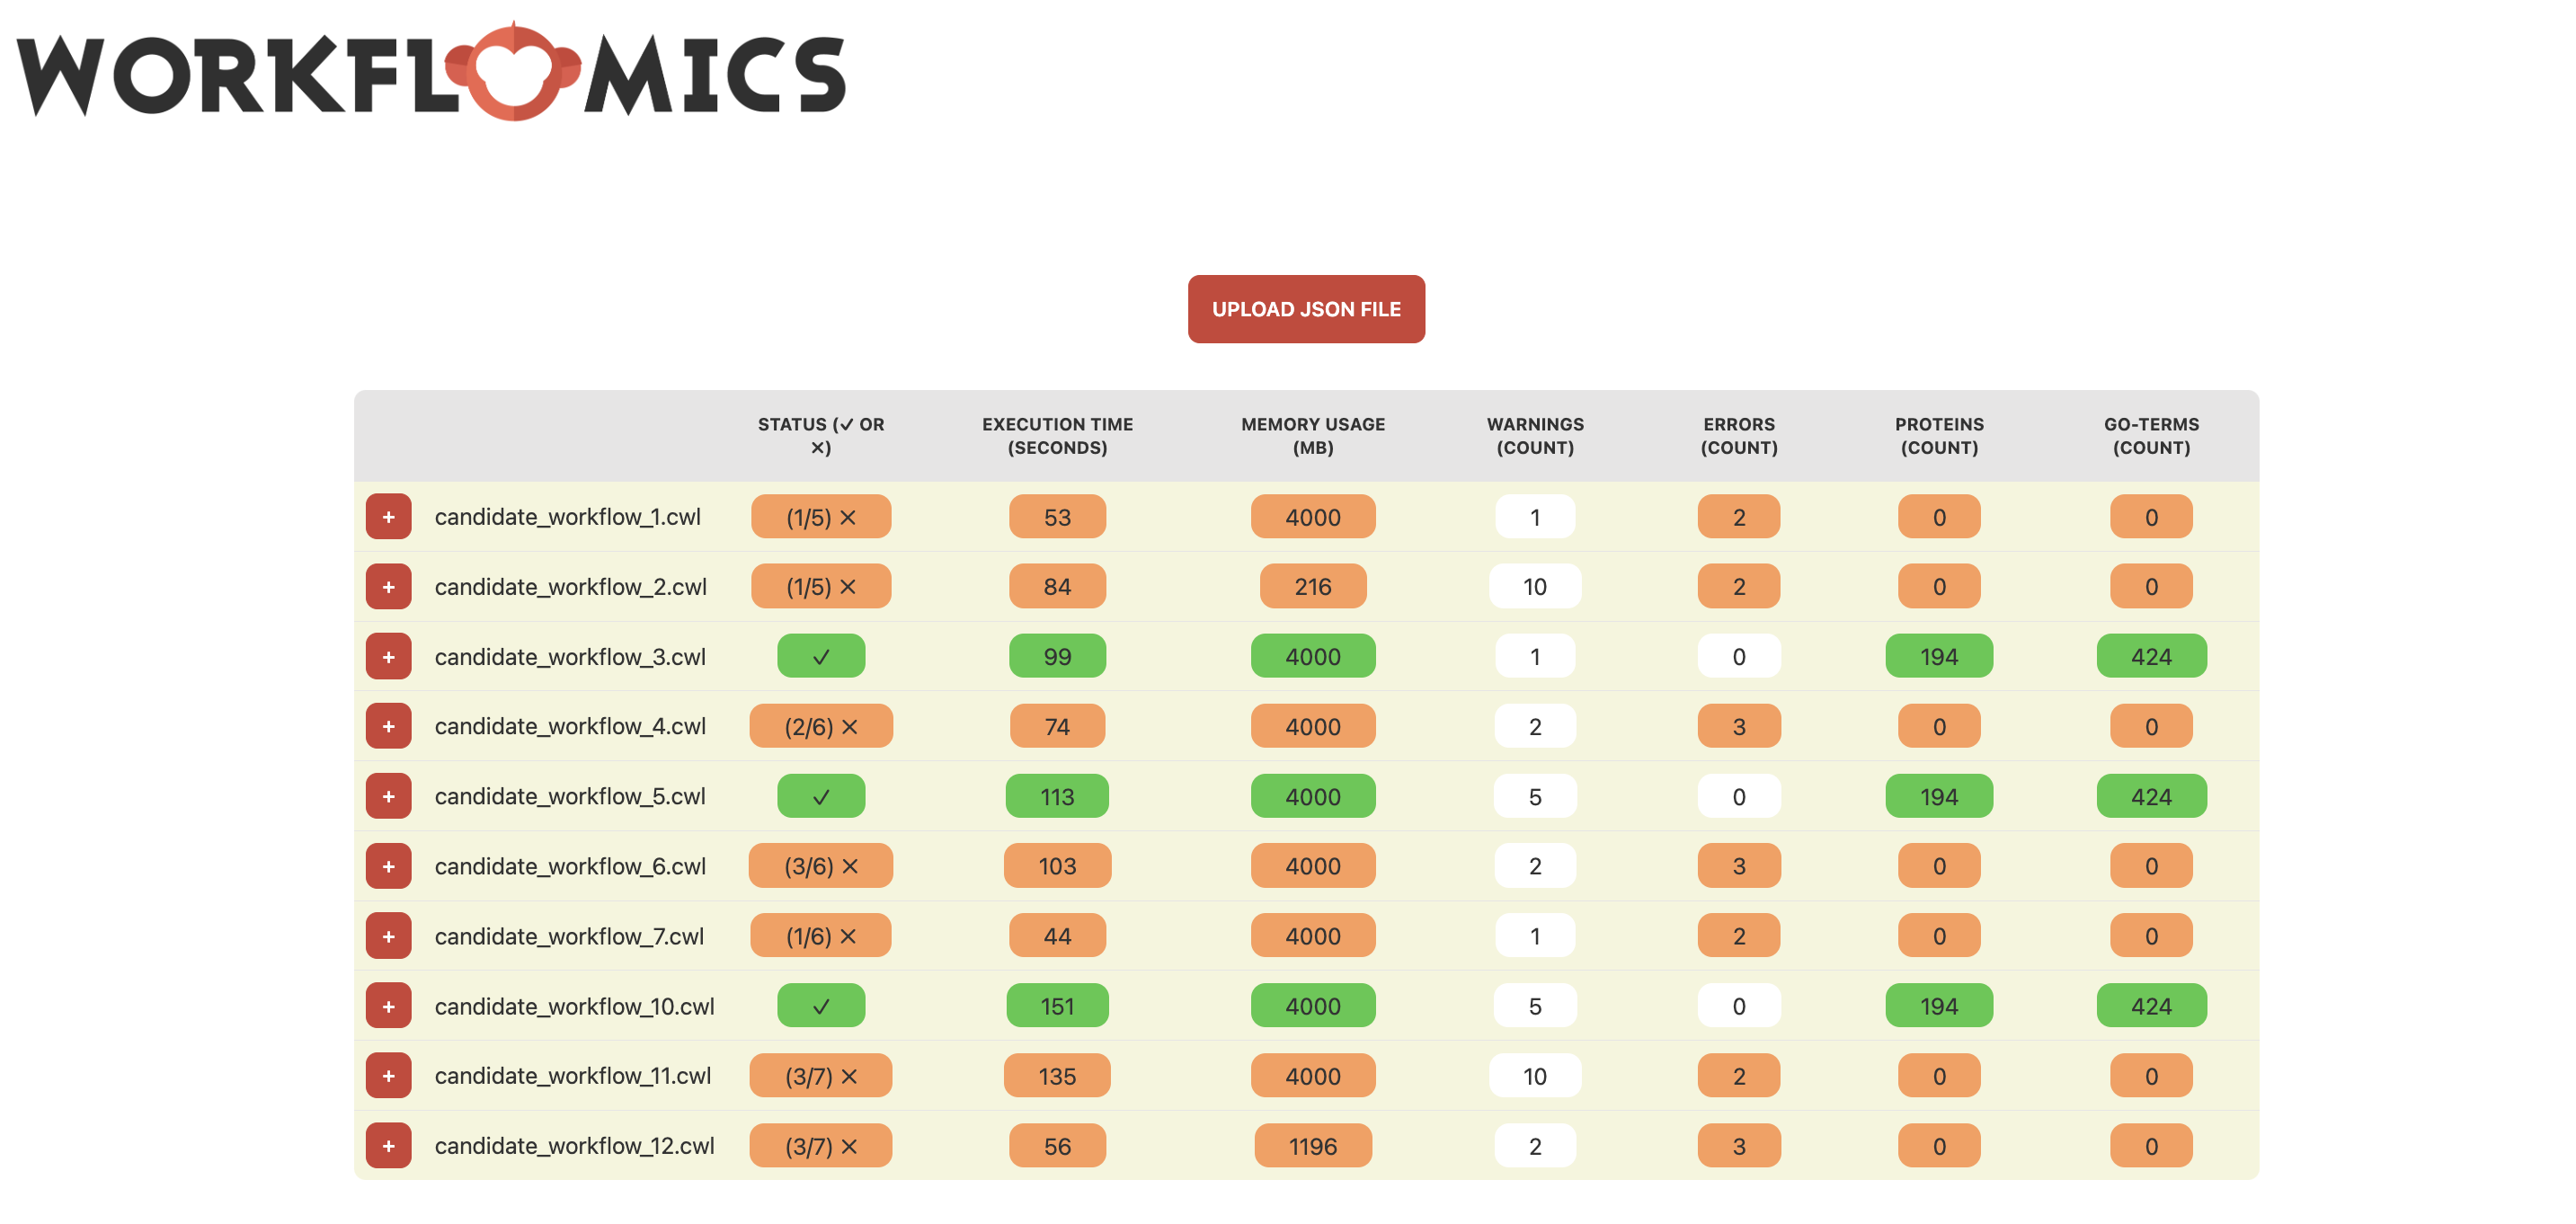 WORKFLOMICS
UPLOAD JSON FILE
STATUS (✓ OR ✕) EXECUTION TIME (SECONDS) MEMORY USAGE (MB) WARNINGS (COUNT) ERRORS (COUNT) PROTEINS (COUNT) GO-TERMS (COUNT)
+ candidate_workflow_1.cwl (1/5) ✕ 53 4000 1 2 0 0
+ candidate_workflow_2.cwl (1/5) ✕ 84 216 10 2 0 0
+ candidate_workflow_3.cwl ✓ 99 4000 1 0 194 424
+ candidate_workflow_4.cwl (2/6) ✕ 74 4000 2 3 0 0
+ candidate_workflow_5.cwl ✓ 113 4000 5 0 194 424
+ candidate_workflow_6.cwl (3/6) ✕ 103 4000 2 3 0 0
+ candidate_workflow_7.cwl (1/6) ✕ 44 4000 1 2 0 0
+ candidate_workflow_10.cwl ✓ 151 4000 5 0 194 424
+ candidate_workflow_11.cwl (3/7) ✕ 135 4000 10 2 0 0
+ candidate_workflow_12.cwl (3/7) ✕ 56 1196 2 3 0 0